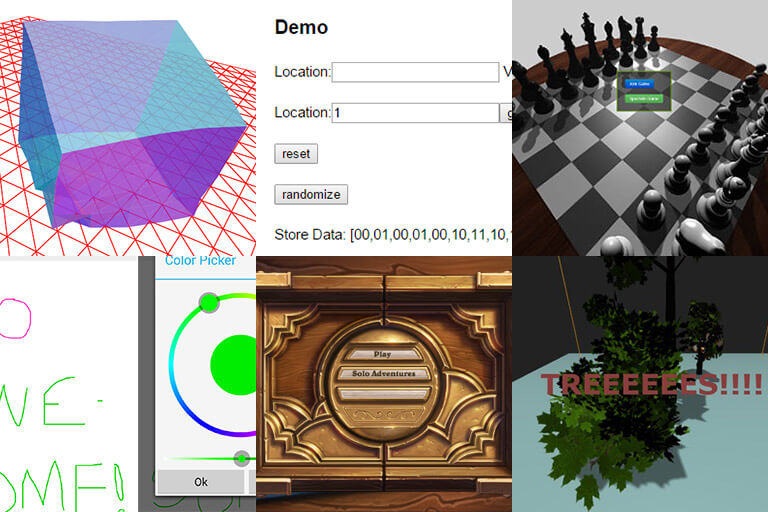 Demo
Location: V
Location: 1 g
reset
randomize
Store Data: [00,01,00,01,00,10,11,10,
Join Game
Spectate Game
Color Picker
O
NE-
OME!
Ok
Play
Solo Adventures
TREEEEEES!!!!